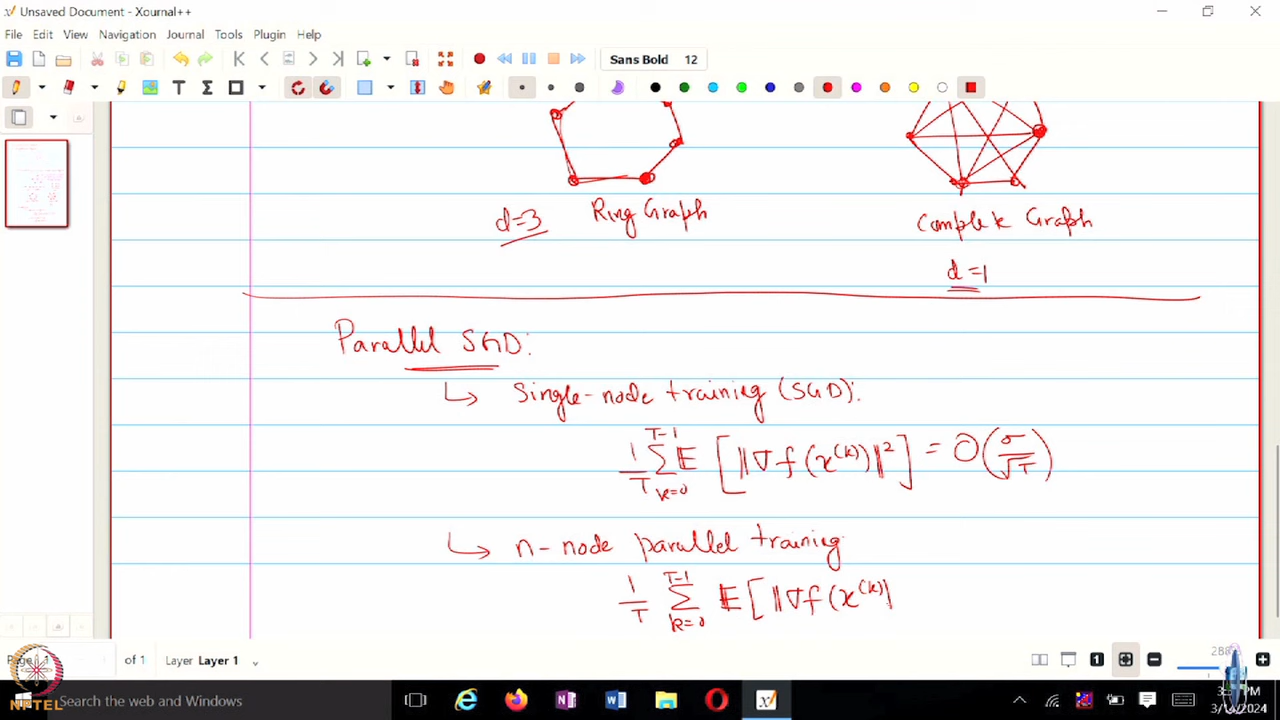 Unsaved Document - Xournal++
File Edit View Navigation Journal Tools Plugin Help
Sans Bold 12
d=3 Ring Graph
Complete Graph
d=1
Parallel SGD:
↳ Single-node training (SGD):
1/T ∑_{k=0}^{T-1} E [‖∇f(x^{(k)})‖²] = O(σ/√T)
↳ n-node parallel training
1/T ∑_{k=0}^{T-1} E [‖∇f(x^{(k)})
of 1 Layer Layer 1
NPTEL
Search the web and Windows